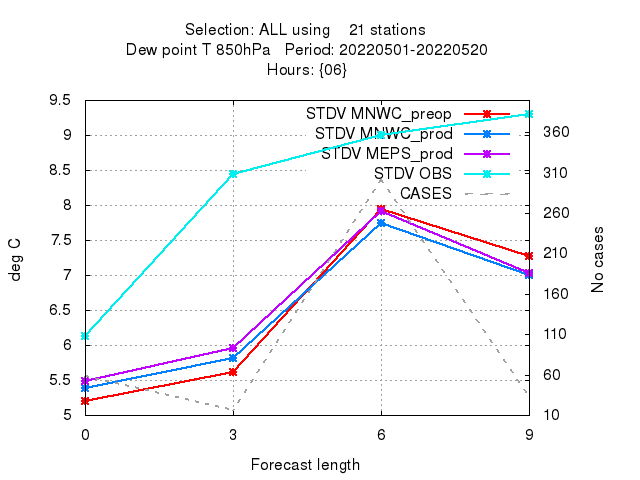 Selection: ALL using    21 stations
Dew point T 850hPa   Period: 20220501-20220520
Hours: {06}
STDV MNWC_preop
STDV MNWC_prod
STDV MEPS_prod
STDV OBS
CASES
9.5
9
8.5
8
7.5
7
6.5
6
5.5
5
deg C
360
310
260
210
160
110
60
10
No cases
0 3 6 9
Forecast length